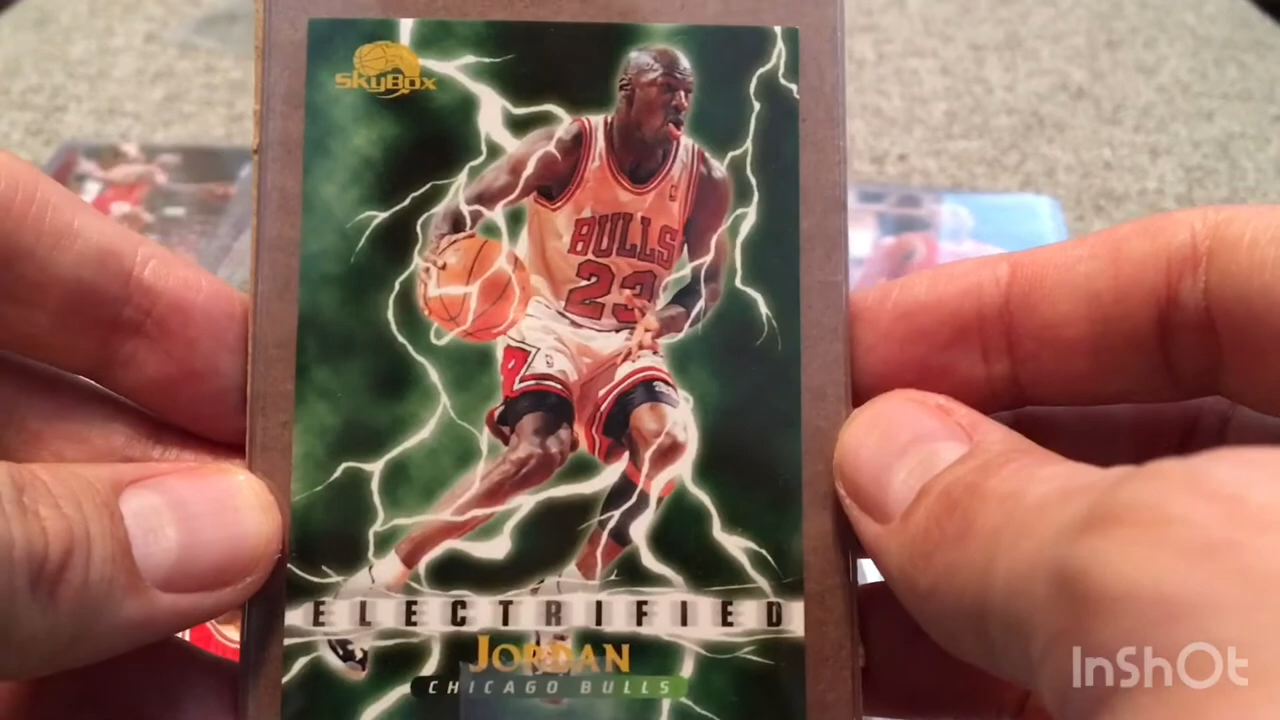 SkyBox
BULLS
23
ELECTRIFIED
JORDAN
CHICAGO BULLS
InShOt